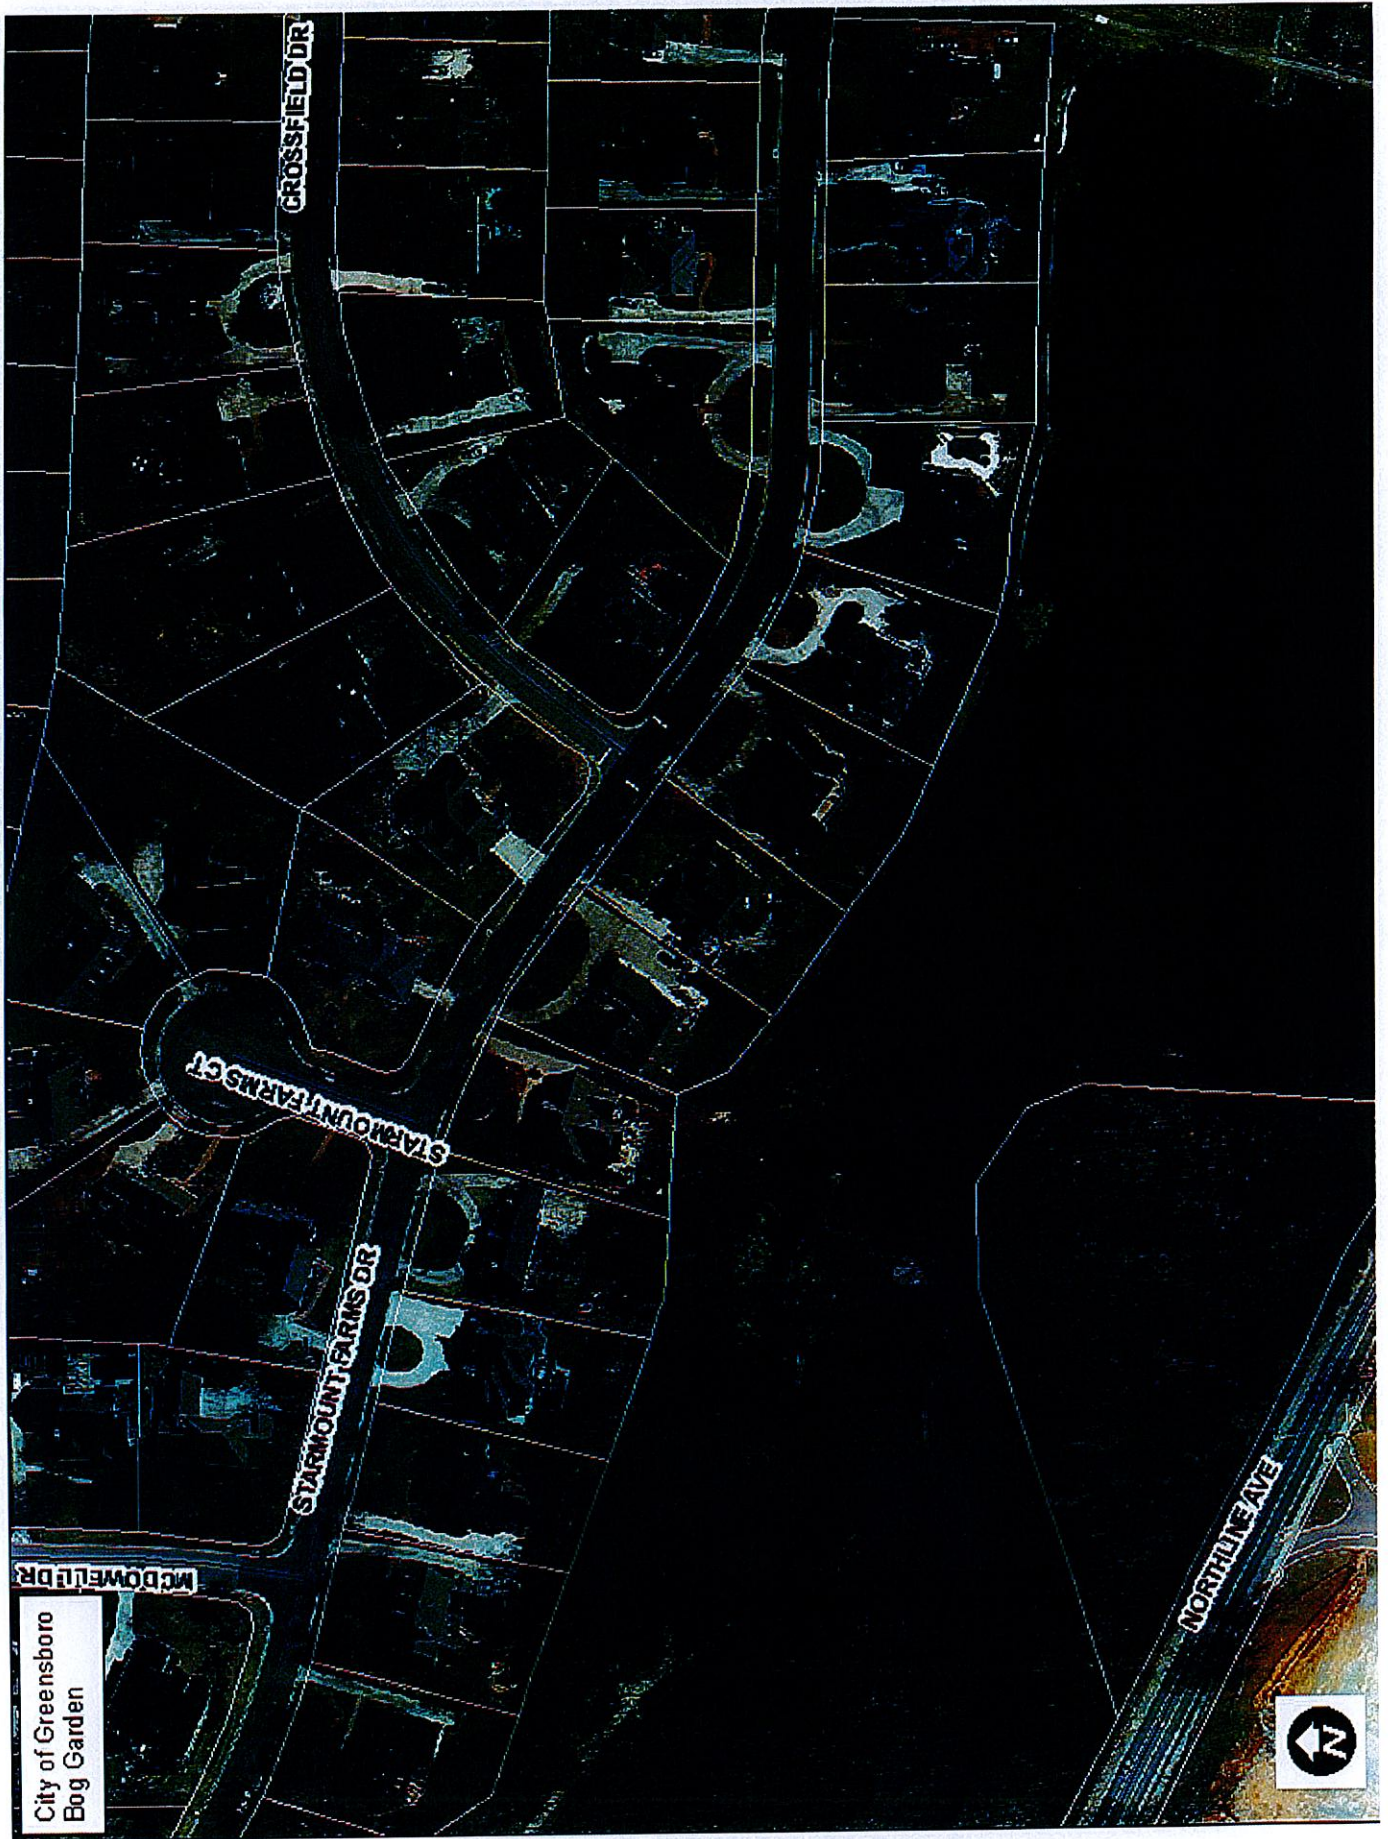 City of Greensboro
Bog Garden
MCDOWELL DR
STARMOUNT FARMS DR
STARMOUNT FARMS CT
CROSSFIELD DR
NORTHLINE AVE
N